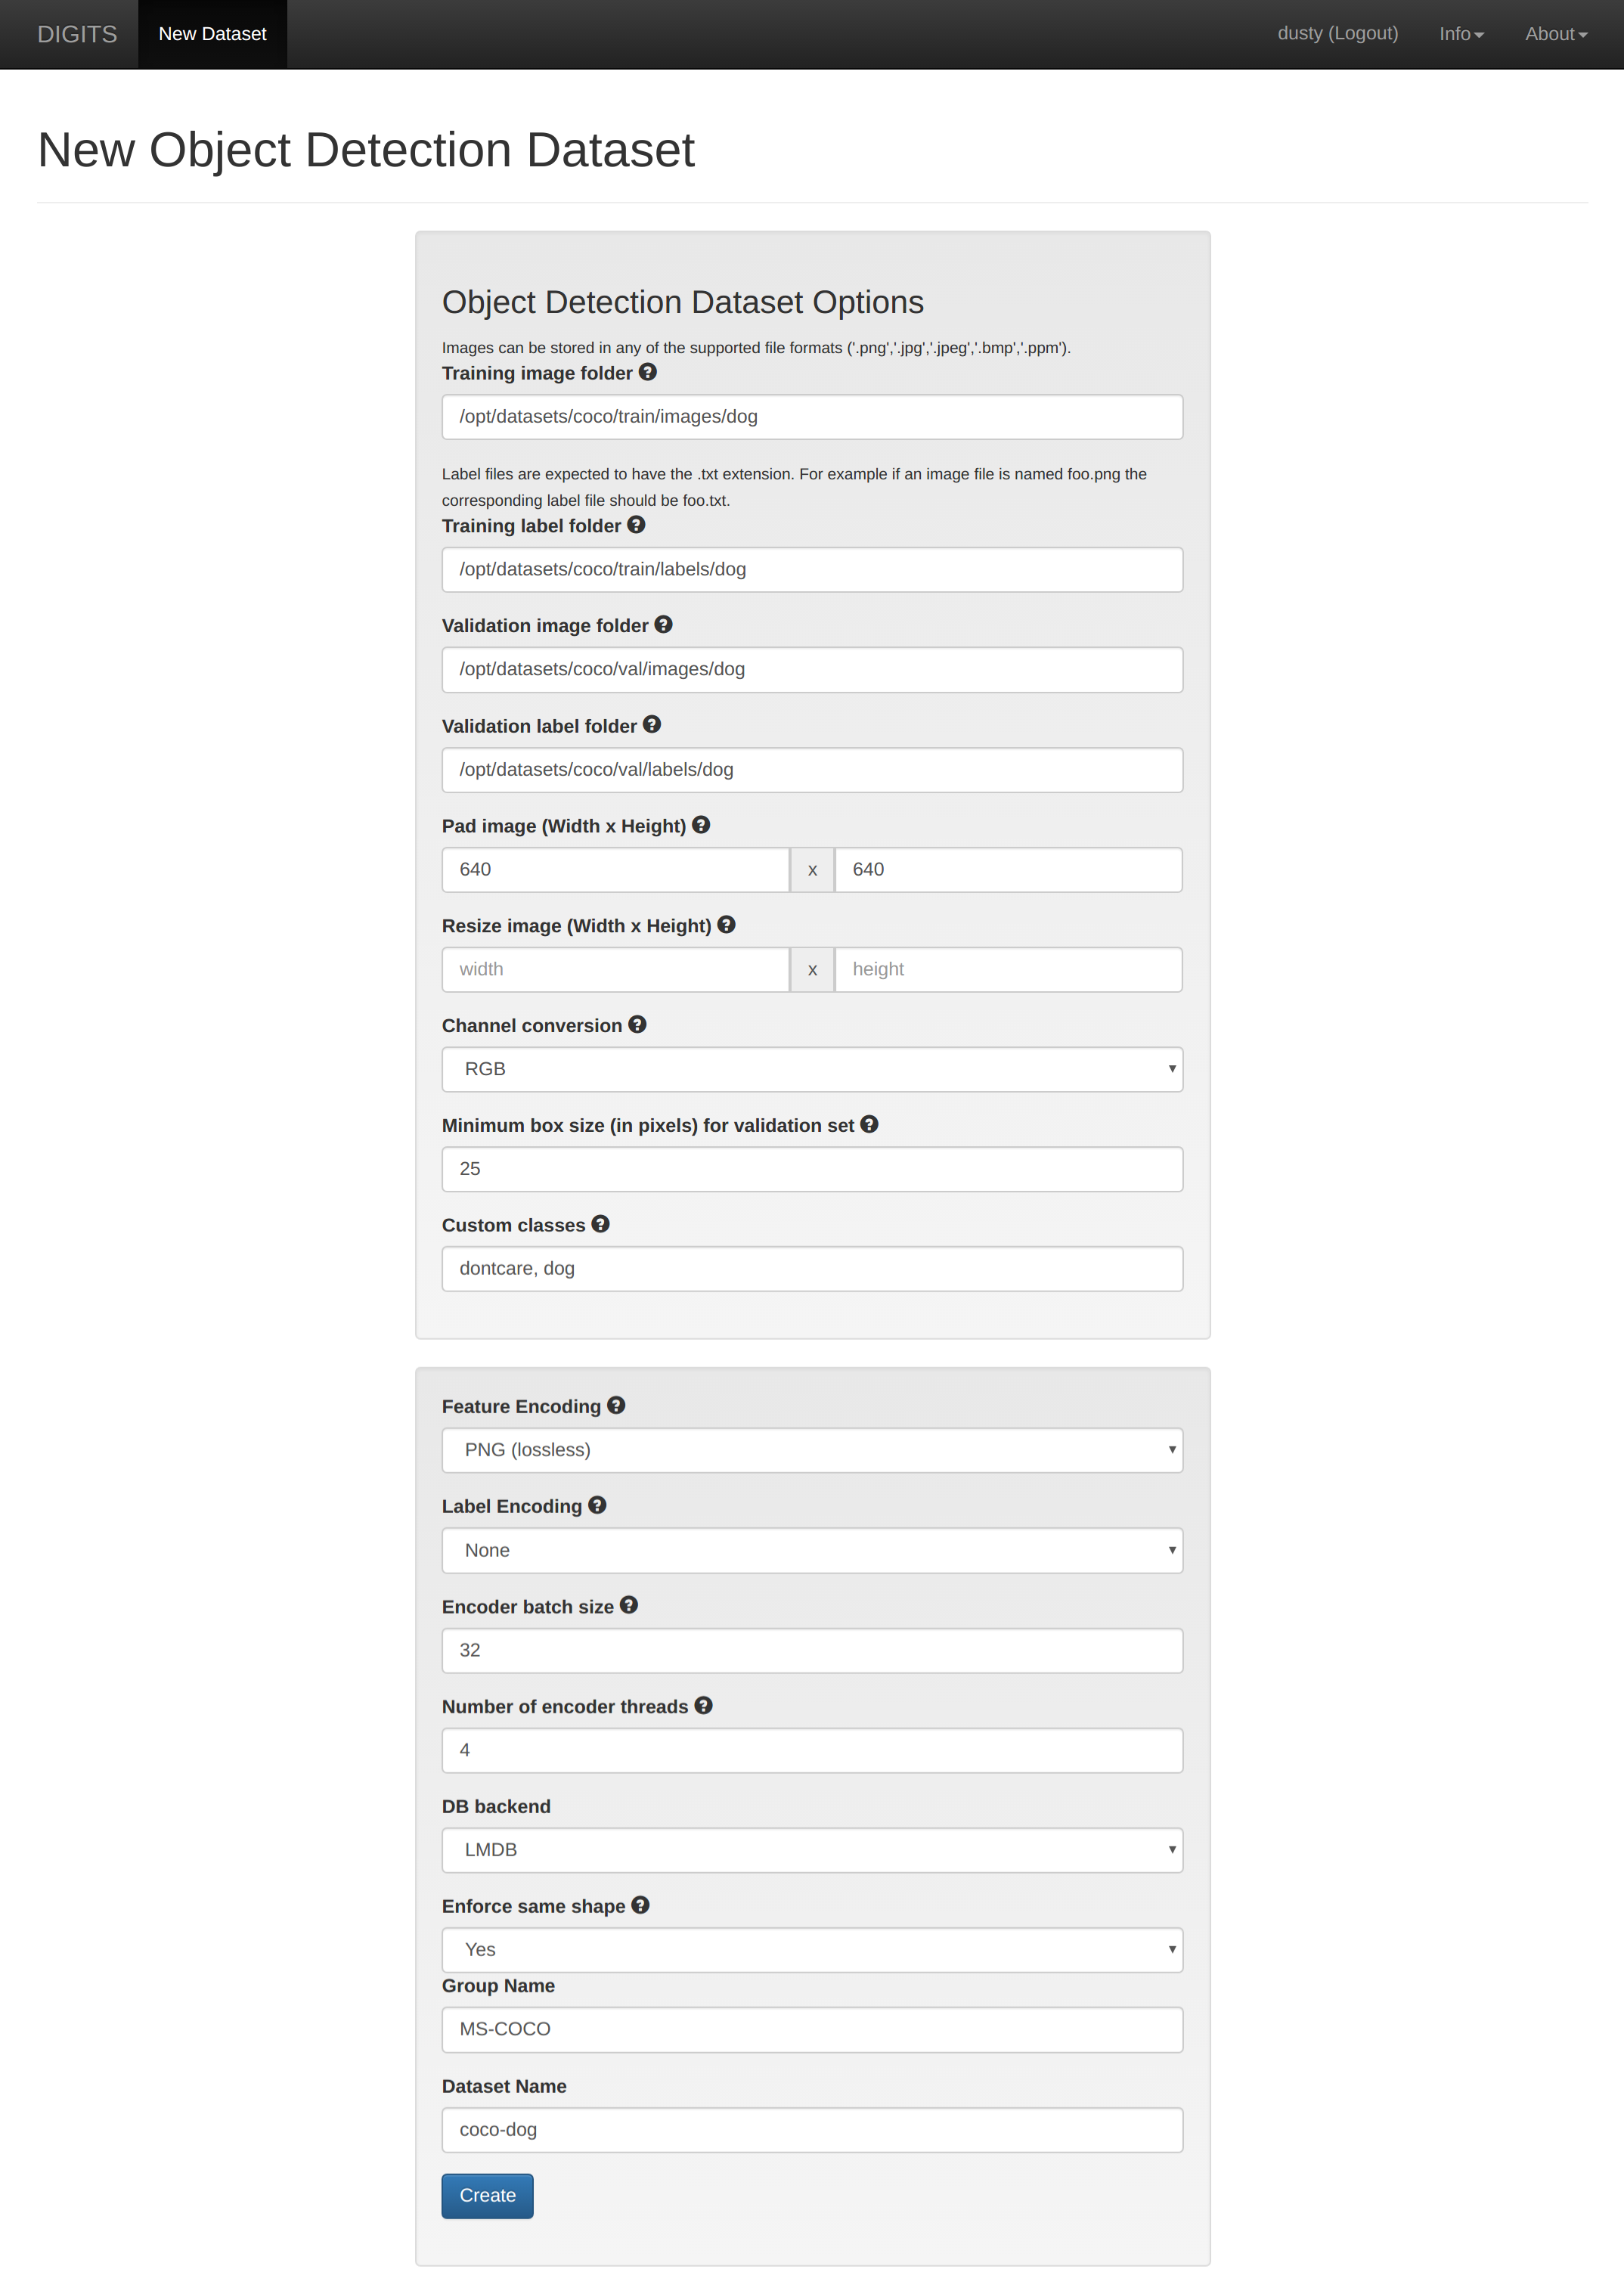 DIGITS New Dataset dusty (Logout) Info About
New Object Detection Dataset
Object Detection Dataset Options
Images can be stored in any of the supported file formats ('.png','.jpg','.jpeg','.bmp','.ppm').
Training image folder ?
/opt/datasets/coco/train/images/dog
Label files are expected to have the .txt extension. For example if an image file is named foo.png the
corresponding label file should be foo.txt.
Training label folder ?
/opt/datasets/coco/train/labels/dog
Validation image folder ?
/opt/datasets/coco/val/images/dog
Validation label folder ?
/opt/datasets/coco/val/labels/dog
Pad image (Width x Height) ?
640 x 640
Resize image (Width x Height) ?
width x height
Channel conversion ?
RGB
Minimum box size (in pixels) for validation set ?
25
Custom classes ?
dontcare, dog
Feature Encoding ?
PNG (lossless)
Label Encoding ?
None
Encoder batch size ?
32
Number of encoder threads ?
4
DB backend
LMDB
Enforce same shape ?
Yes
Group Name
MS-COCO
Dataset Name
coco-dog
Create